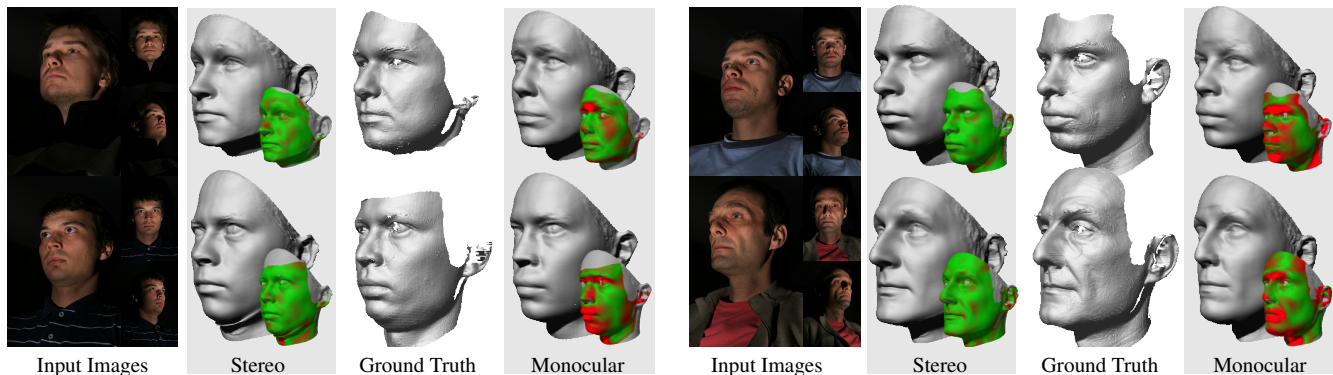 Input Images
Stereo
Ground Truth
Monocular
Input Images
Stereo
Ground Truth
Monocular